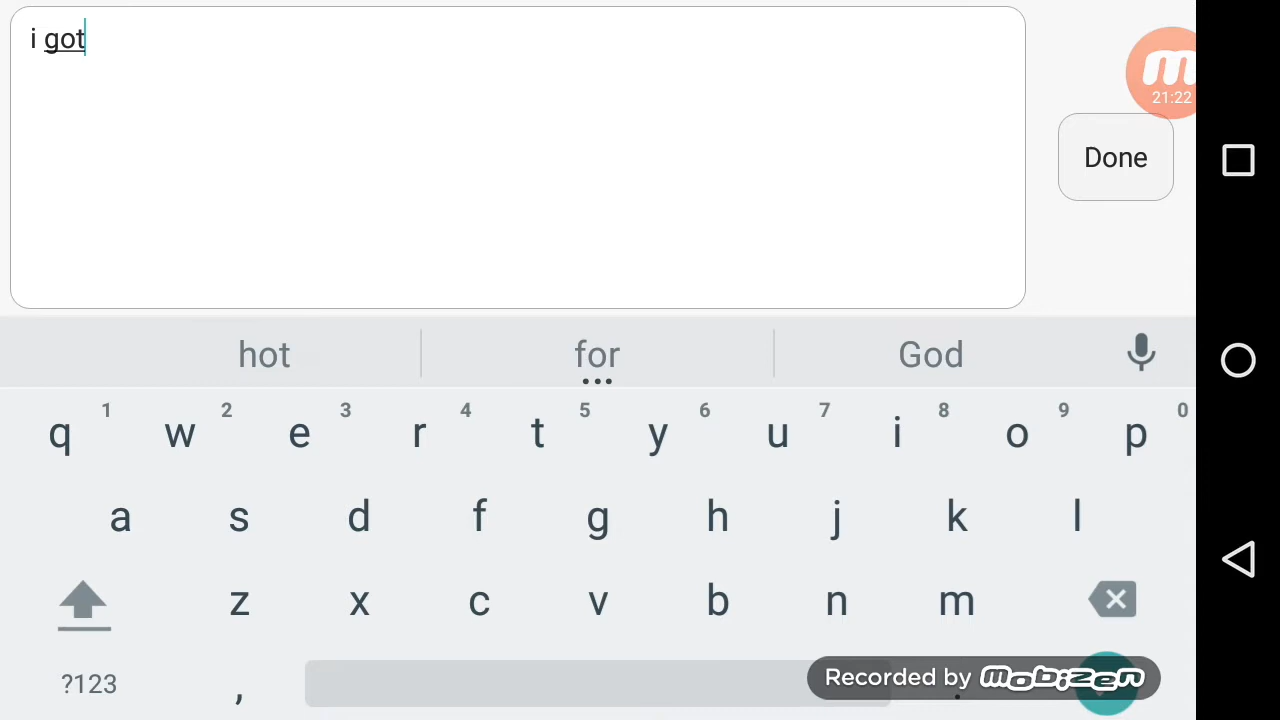 i got
21:22
Done
hot for God
1 2 3 4 5 6 7 8 9 0
q w e r t y u i o p
a s d f g h j k l
z x c v b n m
?123 , .
Recorded by mobizen